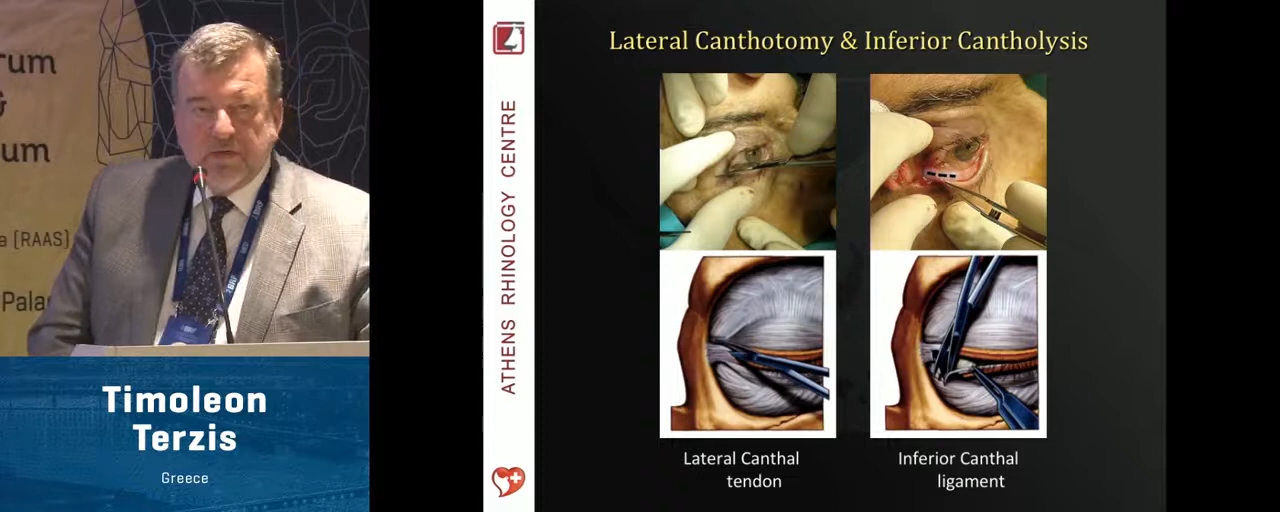 rum
&
um
a (RAAS)
Palas
Timoleon
Terzis
Greece
ATHENS RHINOLOGY CENTRE
Lateral Canthotomy & Inferior Cantholysis
Lateral Canthal
tendon
Inferior Canthal
ligament